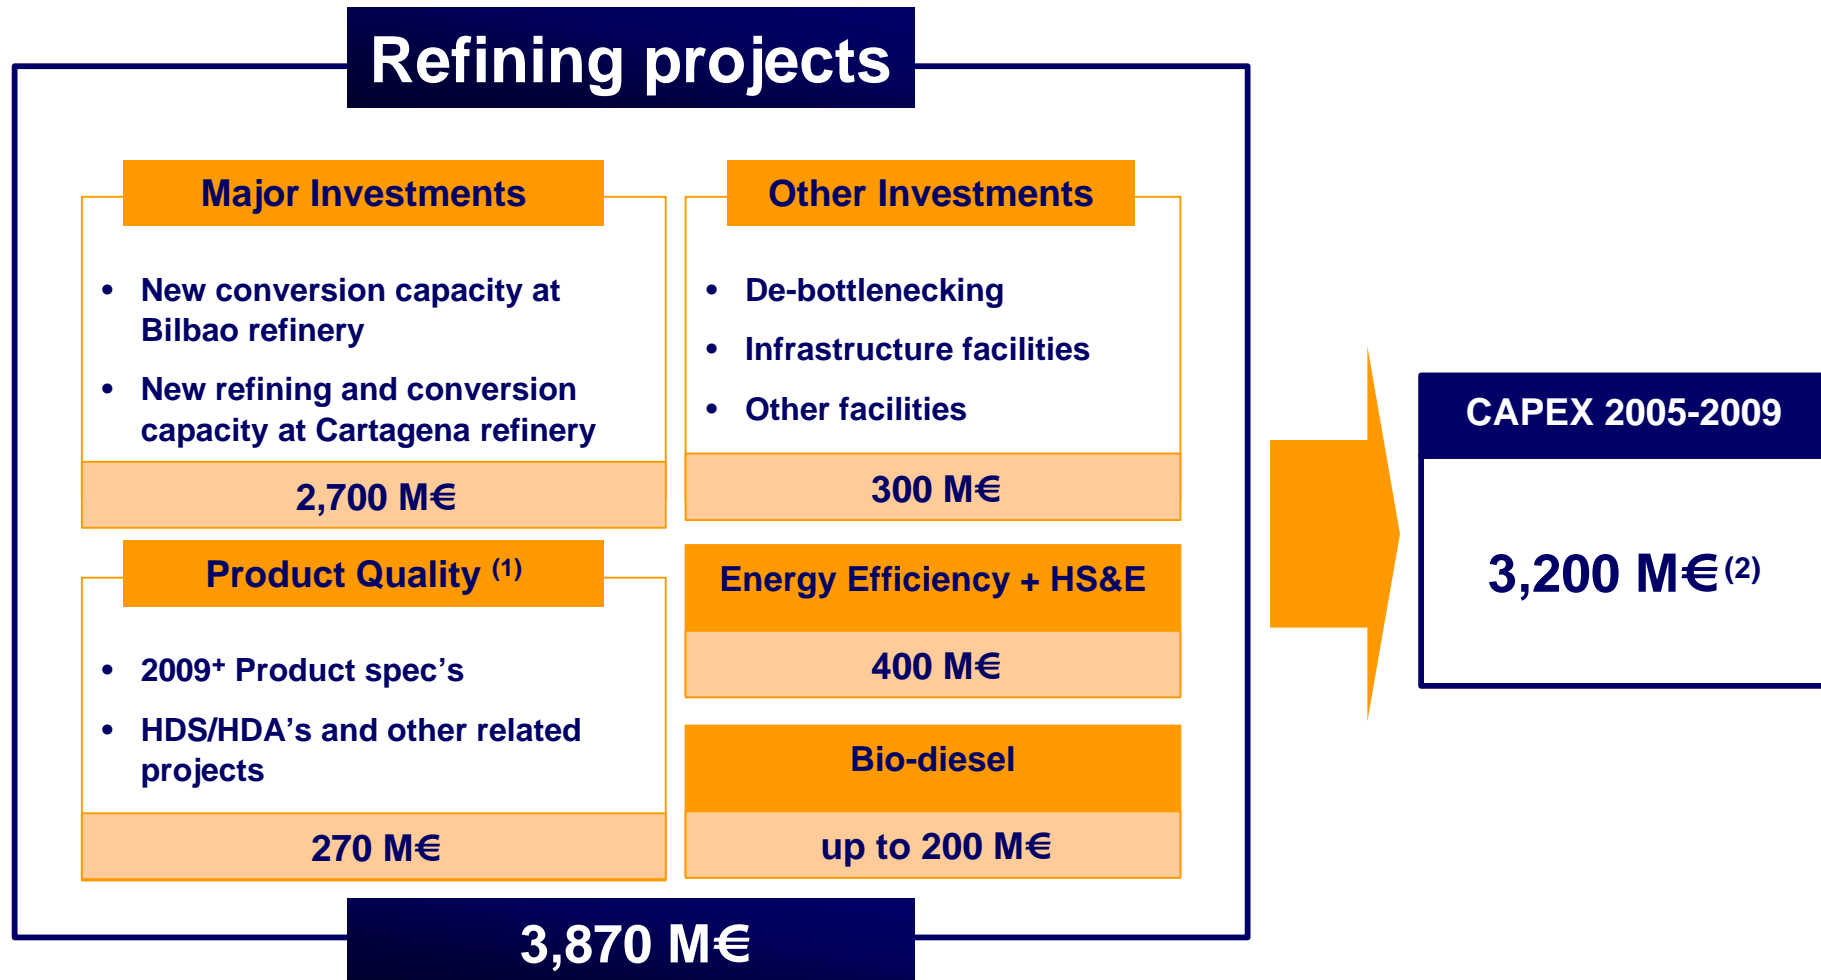 Refining projects
Major Investments
• New conversion capacity at
Bilbao refinery
• New refining and conversion
capacity at Cartagena refinery
2,700 M€
Other Investments
• De-bottlenecking
• Infrastructure facilities
• Other facilities
300 M€
Product Quality (1)
• 2009+ Product spec’s
• HDS/HDA’s and other related
projects
270 M€
Energy Efficiency + HS&E
400 M€
Bio-diesel
up to 200 M€
3,870 M€
CAPEX 2005-2009
3,200 M€(2)